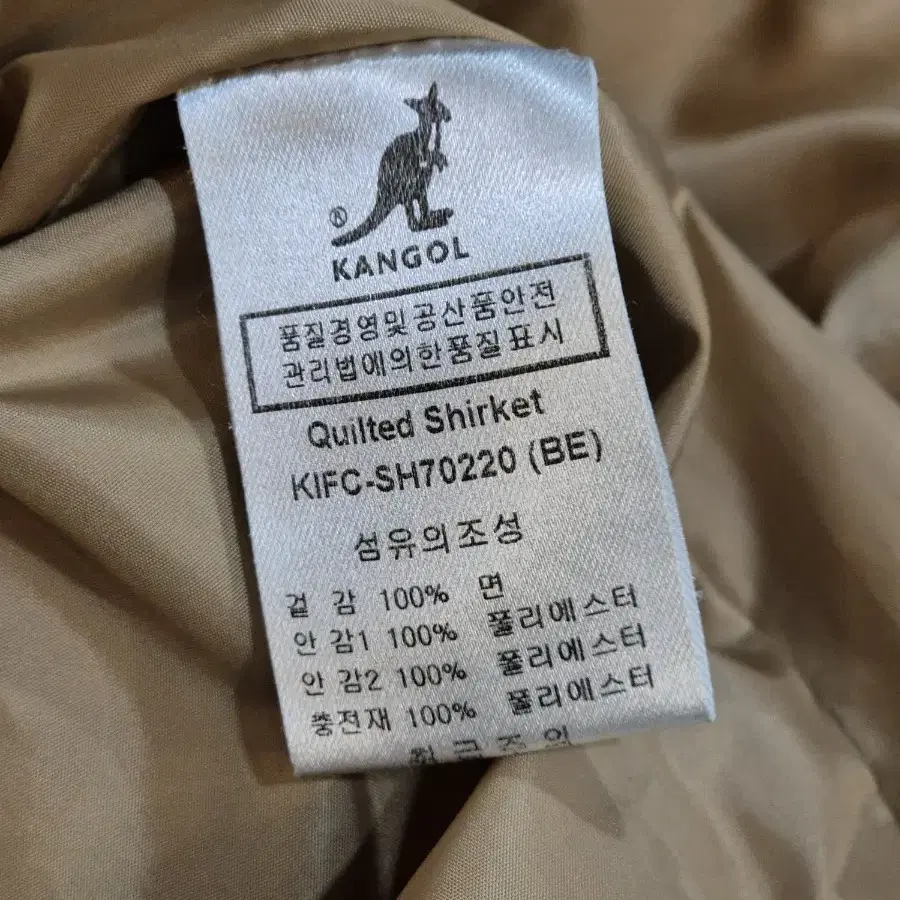 ®
KANGOL
품질경영및공산품안전
관리법에의한품질표시
Quilted Shirket
KIFC-SH70220 (BE)
섬유의조성
겉 감 100% 면
안 감1 100% 폴리에스터
안 감2 100% 폴리에스터
충전재 100% 폴리에스터